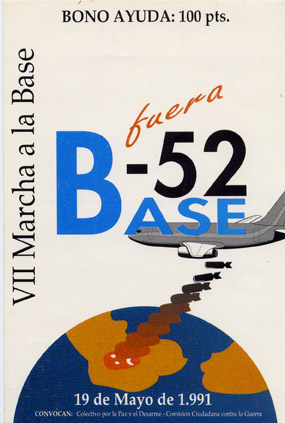 BONO AYUDA: 100 pts.
VII Marcha a la Base
fuera
B-52
BASE
19 de Mayo de 1.991
CONVOCAN: Colectivo por la Paz y el Desarme - Comisión Ciudadana contra la Guerra